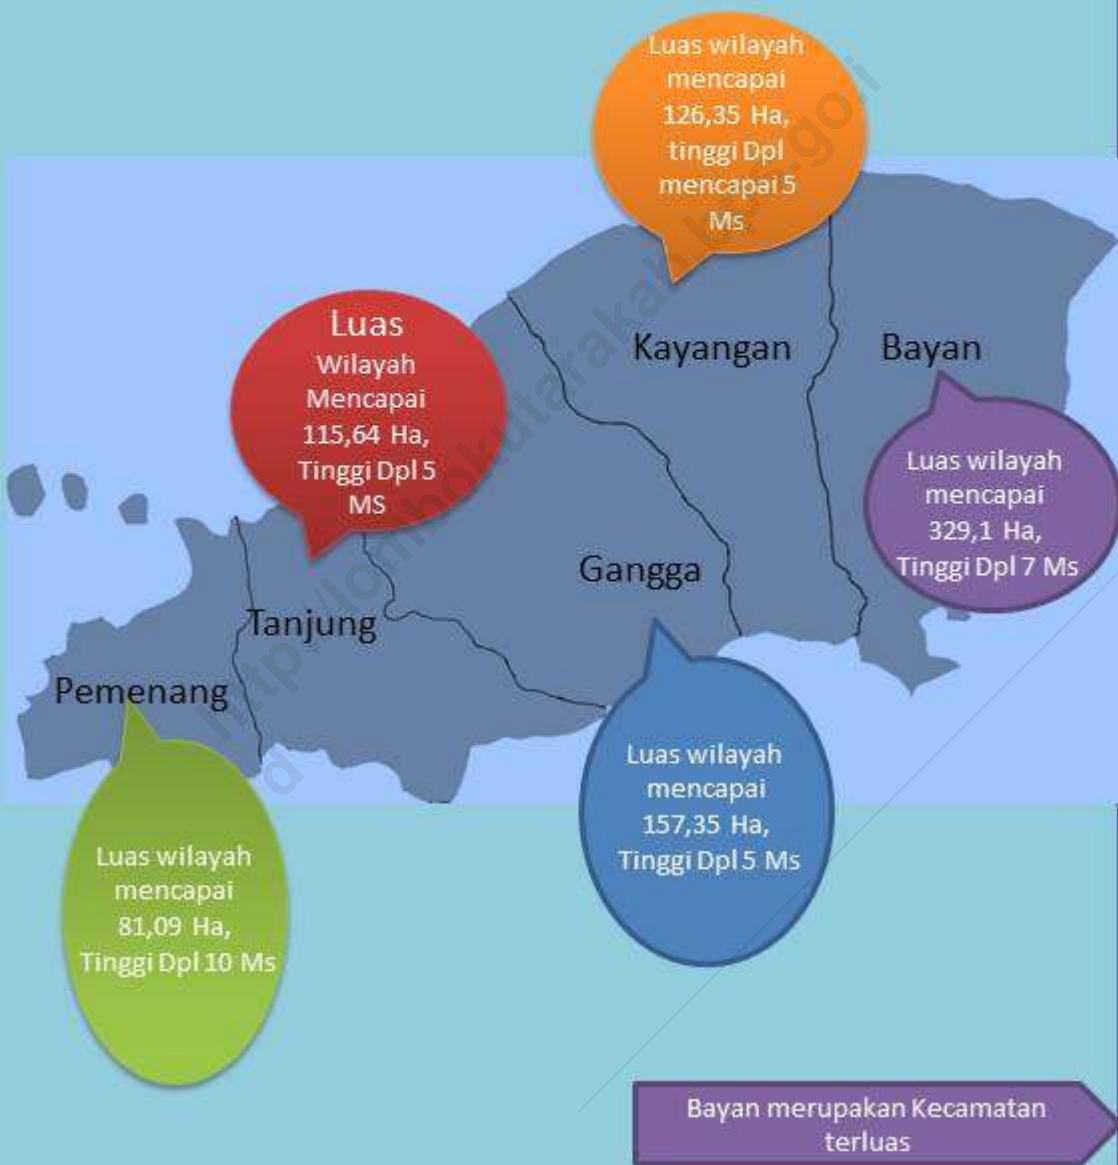 Luas wilayah
mencapai
126,35 Ha,
tinggi Dpl
mencapai 5
Ms
Luas
Wilayah
Mencapai
115,64 Ha,
Tinggi Dpl 5
MS
Kayangan
Bayan
Luas wilayah
mencapai
329,1 Ha,
Tinggi Dpl 7 Ms
Gangga
Tanjung
Pemenang
Luas wilayah
mencapai
157,35 Ha,
Tinggi Dpl 5 Ms
Luas wilayah
mencapai
81,09 Ha,
Tinggi Dpl 10 Ms
Bayan merupakan Kecamatan
terluas